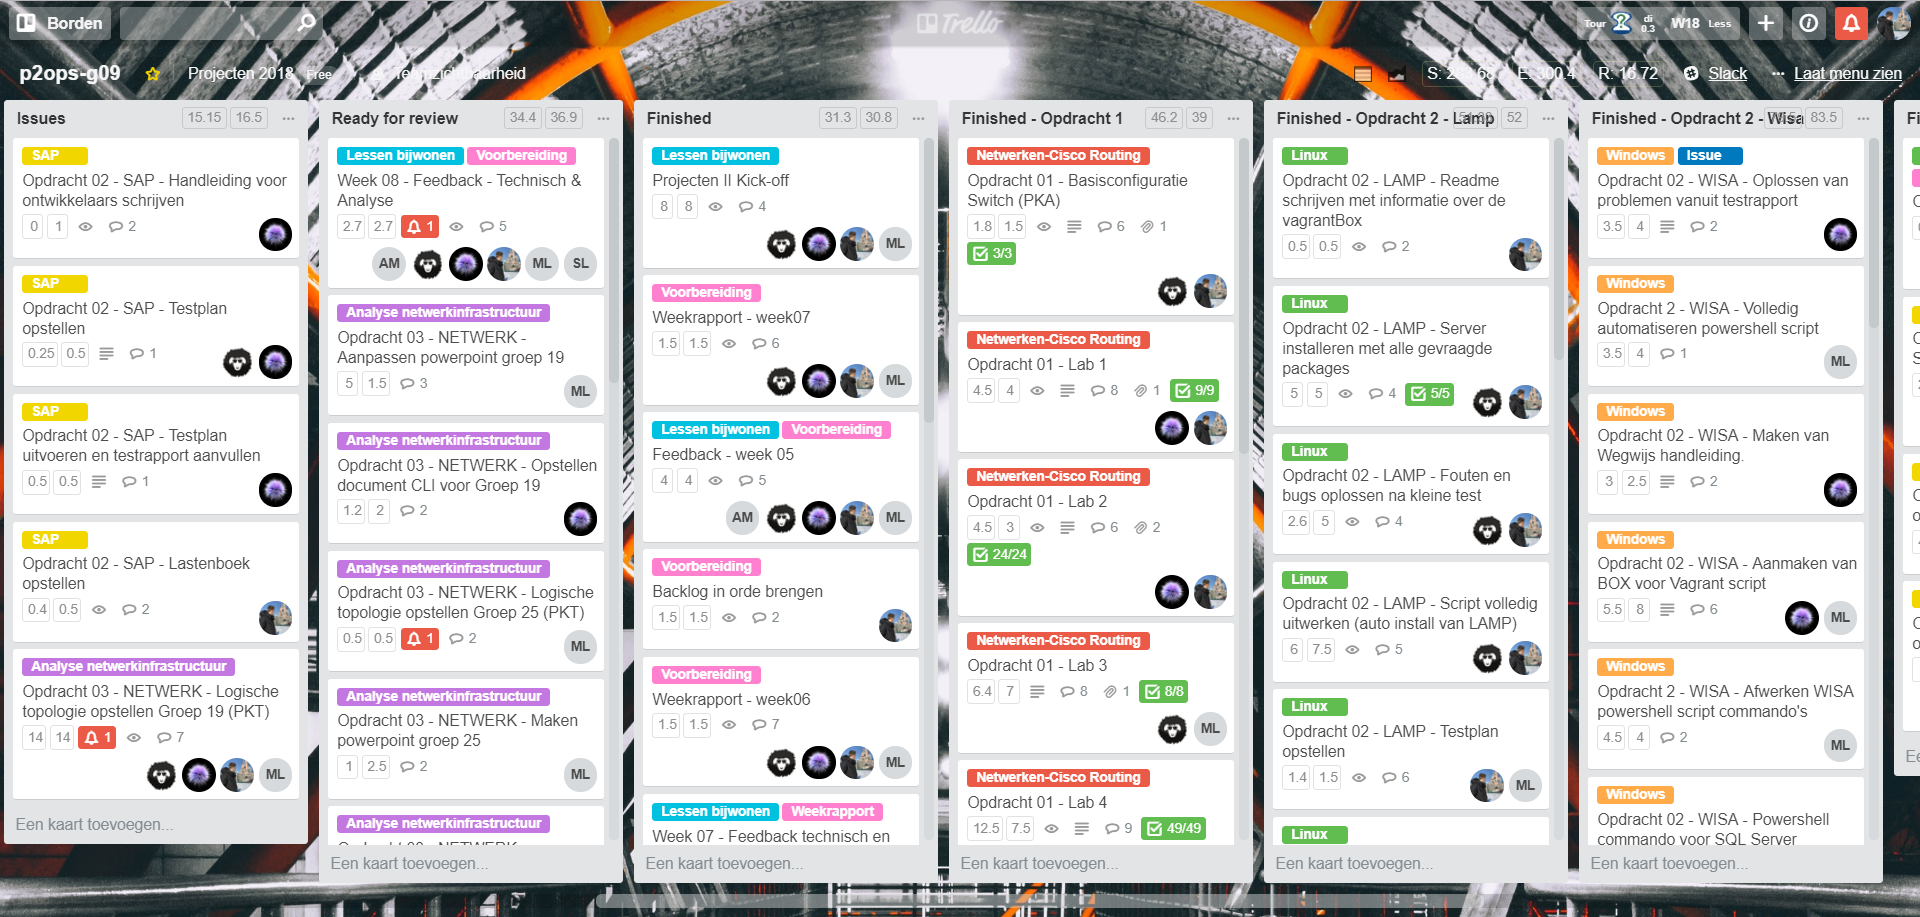 Borden
Trello
Tour
di
0.3
W18
Less
p2ops-g09
Projecten 2018
Free
R: 16.72
Slack
Laat menu zien
Issues
15.15 16.5
SAP
Opdracht 02 - SAP - Handleiding voor
ontwikkelaars schrijven
0 1 2
SAP
Opdracht 02 - SAP - Testplan
opstellen
0.25 0.5 1
SAP
Opdracht 02 - SAP - Testplan
uitvoeren en testrapport aanvullen
0.5 0.5 1
SAP
Opdracht 02 - SAP - Lastenboek
opstellen
0.4 0.5 2
Analyse netwerkinfrastructuur
Opdracht 03 - NETWERK - Logische
topologie opstellen Groep 19 (PKT)
14 14 1 7
ML
Een kaart toevoegen...
Ready for review
34.4 36.9
Lessen bijwonen Voorbereiding
Week 08 - Feedback - Technisch &
Analyse
2.7 2.7 1 5
AM ML SL
Analyse netwerkinfrastructuur
Opdracht 03 - NETWERK -
Aanpassen powerpoint groep 19
5 1.5 3
ML
Analyse netwerkinfrastructuur
Opdracht 03 - NETWERK - Opstellen
document CLI voor Groep 19
1.2 2 2
Analyse netwerkinfrastructuur
Opdracht 03 - NETWERK - Logische
topologie opstellen Groep 25 (PKT)
0.5 0.5 1 2
ML
Analyse netwerkinfrastructuur
Opdracht 03 - NETWERK - Maken
powerpoint groep 25
1 2.5 2
ML
Analyse netwerkinfrastructuur
Een kaart toevoegen...
Finished
31.3 30.8
Lessen bijwonen
Projecten II Kick-off
8 8 4
ML
Voorbereiding
Weekrapport - week07
1.5 1.5 6
ML
Lessen bijwonen Voorbereiding
Feedback - week 05
4 4 5
AM ML
Voorbereiding
Backlog in orde brengen
1.5 1.5 2
Voorbereiding
Weekrapport - week06
1.5 1.5 7
ML
Lessen bijwonen Weekrapport
Week 07 - Feedback technisch en
Een kaart toevoegen...
Finished - Opdracht 1
46.2 39
Netwerken-Cisco Routing
Opdracht 01 - Basisconfiguratie
Switch (PKA)
1.8 1.5 6 1
3/3
Netwerken-Cisco Routing
Opdracht 01 - Lab 1
4.5 4 8 1 9/9
Netwerken-Cisco Routing
Opdracht 01 - Lab 2
4.5 3 6 2
24/24
Netwerken-Cisco Routing
Opdracht 01 - Lab 3
6.4 7 8 1 8/8
ML
Netwerken-Cisco Routing
Opdracht 01 - Lab 4
12.5 7.5 9 49/49
Een kaart toevoegen...
Finished - Opdracht 2 - Lamp
52
Linux
Opdracht 02 - LAMP - Readme
schrijven met informatie over de
vagrantBox
0.5 0.5 2
Linux
Opdracht 02 - LAMP - Server
installeren met alle gevraagde
packages
5 5 4 5/5
Linux
Opdracht 02 - LAMP - Fouten en
bugs oplossen na kleine test
2.6 5 4
Linux
Opdracht 02 - LAMP - Script volledig
uitwerken (auto install van LAMP)
6 7.5 5
Linux
Opdracht 02 - LAMP - Testplan
opstellen
1.4 1.5 6
ML
Linux
Een kaart toevoegen...
Finished - Opdracht 2 - Wisa
83.5
Windows Issue
Opdracht 02 - WISA - Oplossen van
problemen vanuit testrapport
3.5 4 2
Windows
Opdracht 2 - WISA - Volledig
automatiseren powershell script
3.5 4 1
ML
Windows
Opdracht 02 - WISA - Maken van
Wegwijs handleiding.
3 2.5 2
Windows
Opdracht 02 - WISA - Aanmaken van
BOX voor Vagrant script
5.5 8 6
ML
Windows
Opdracht 2 - WISA - Afwerken WISA
powershell script commando's
4.5 4 2
ML
Windows
Opdracht 02 - WISA - Powershell
commando voor SQL Server
Een kaart toevoegen...